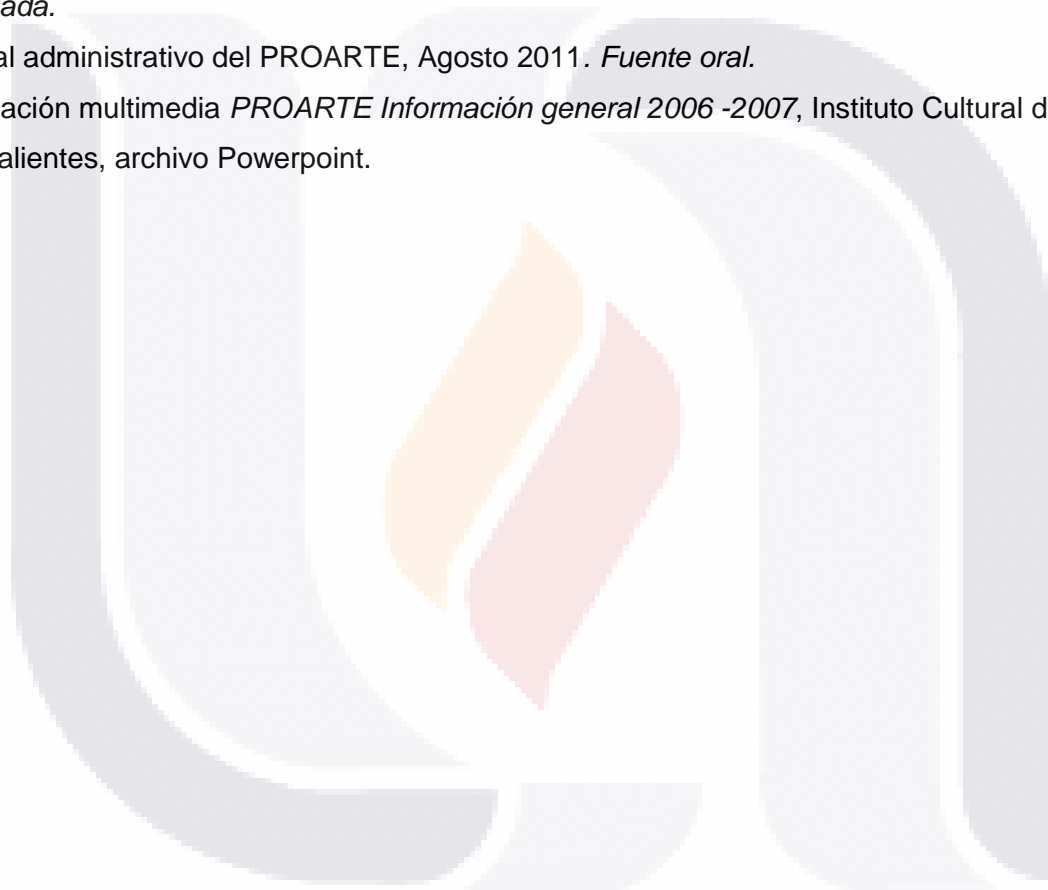 ada.
al administrativo del PROARTE, Agosto 2011. Fuente oral.
ación multimedia PROARTE Información general 2006 -2007, Instituto Cultural d
alientes, archivo Powerpoint.